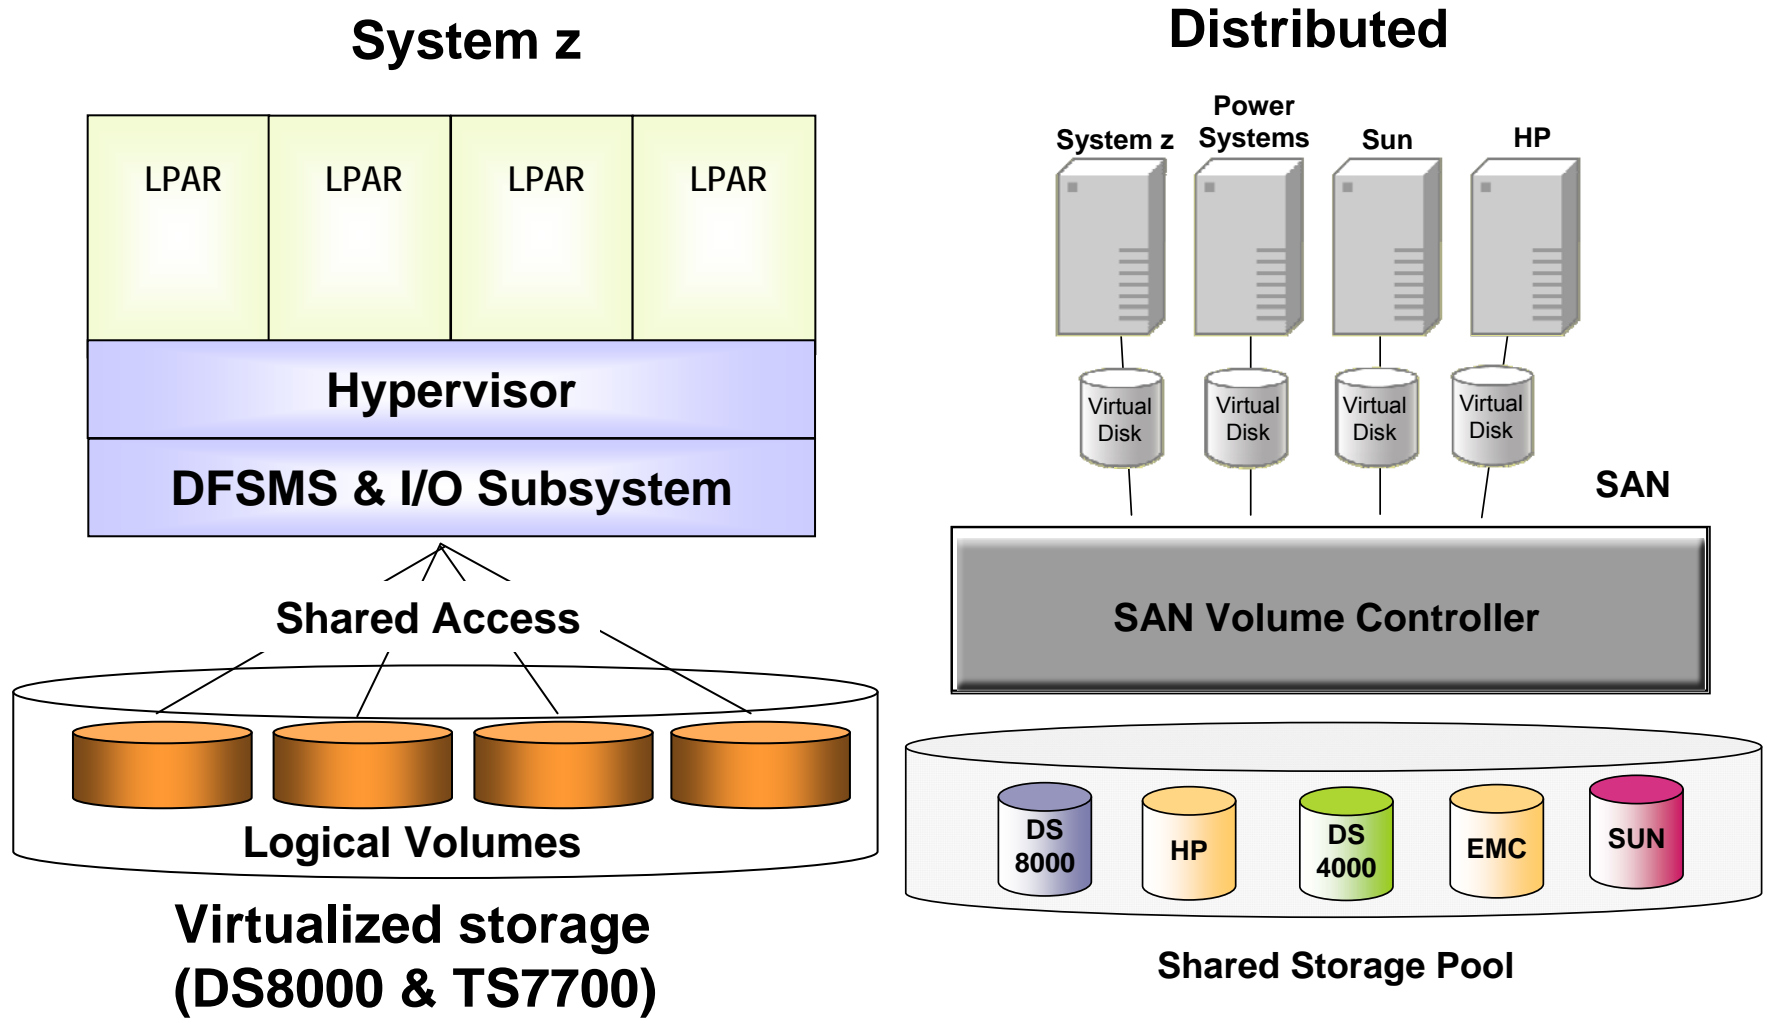 System z
LPAR
LPAR
LPAR
LPAR
Hypervisor
DFSMS & I/O Subsystem
Shared Access
Logical Volumes
Virtualized storage
(DS8000 & TS7700)
Distributed
System z
Power
Systems
Sun
HP
Virtual
Disk
Virtual
Disk
Virtual
Disk
Virtual
Disk
SAN
SAN Volume Controller
DS
8000
HP
DS
4000
EMC
SUN
Shared Storage Pool